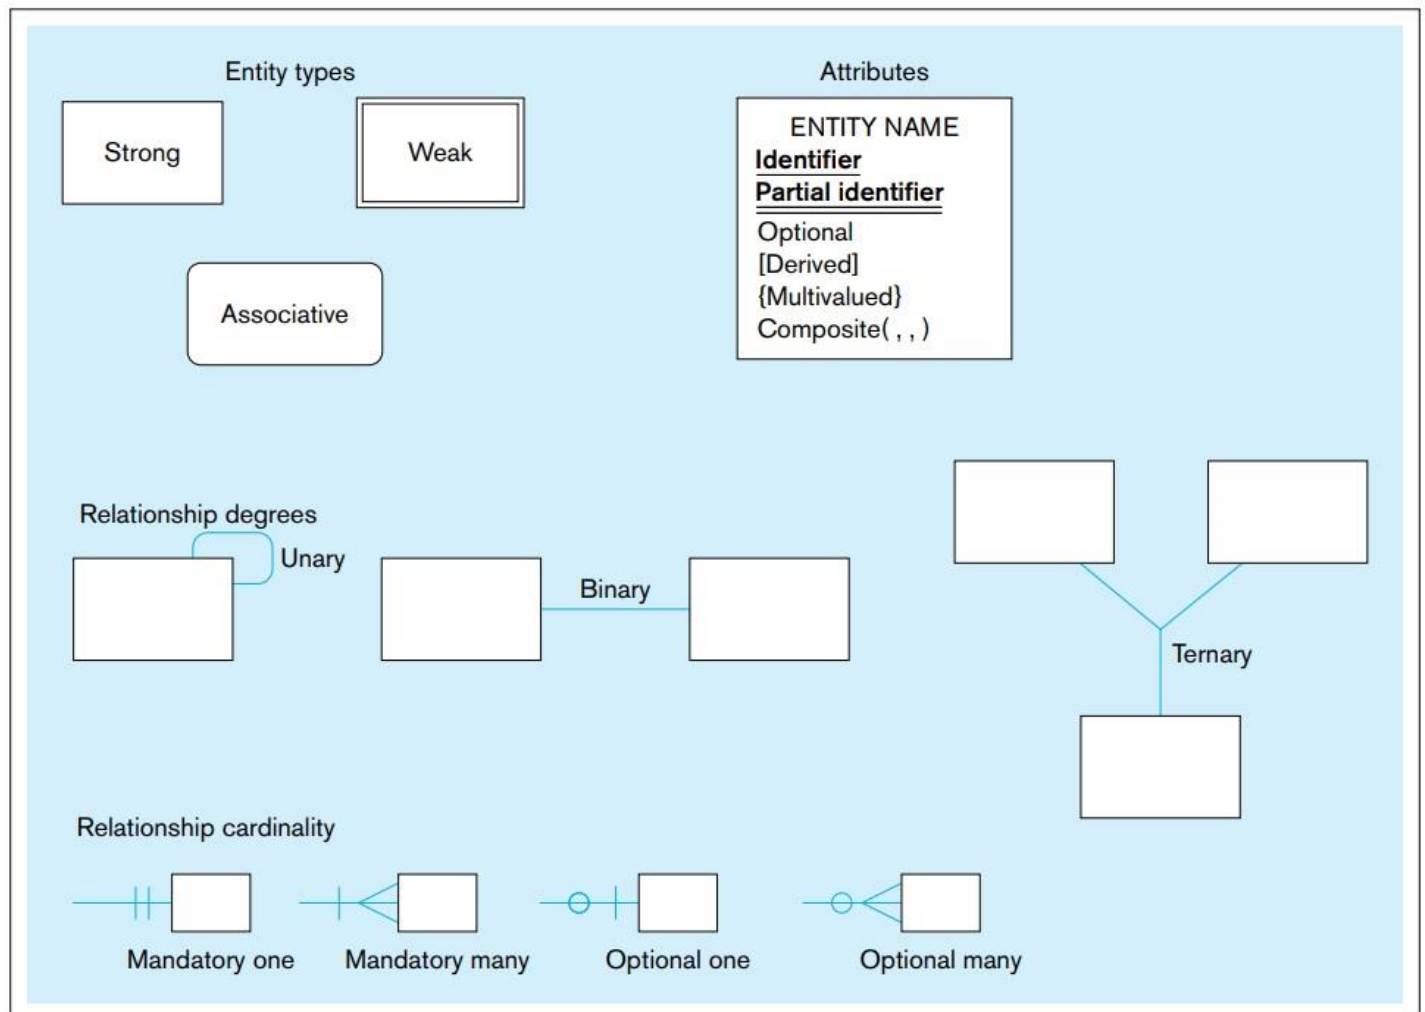 Entity types
Strong
Weak
Associative
Attributes
ENTITY NAME
Identifier
Partial identifier
Optional
[Derived]
{Multivalued}
Composite( , , )
Relationship degrees
Unary
Binary
Ternary
Relationship cardinality
Mandatory one
Mandatory many
Optional one
Optional many